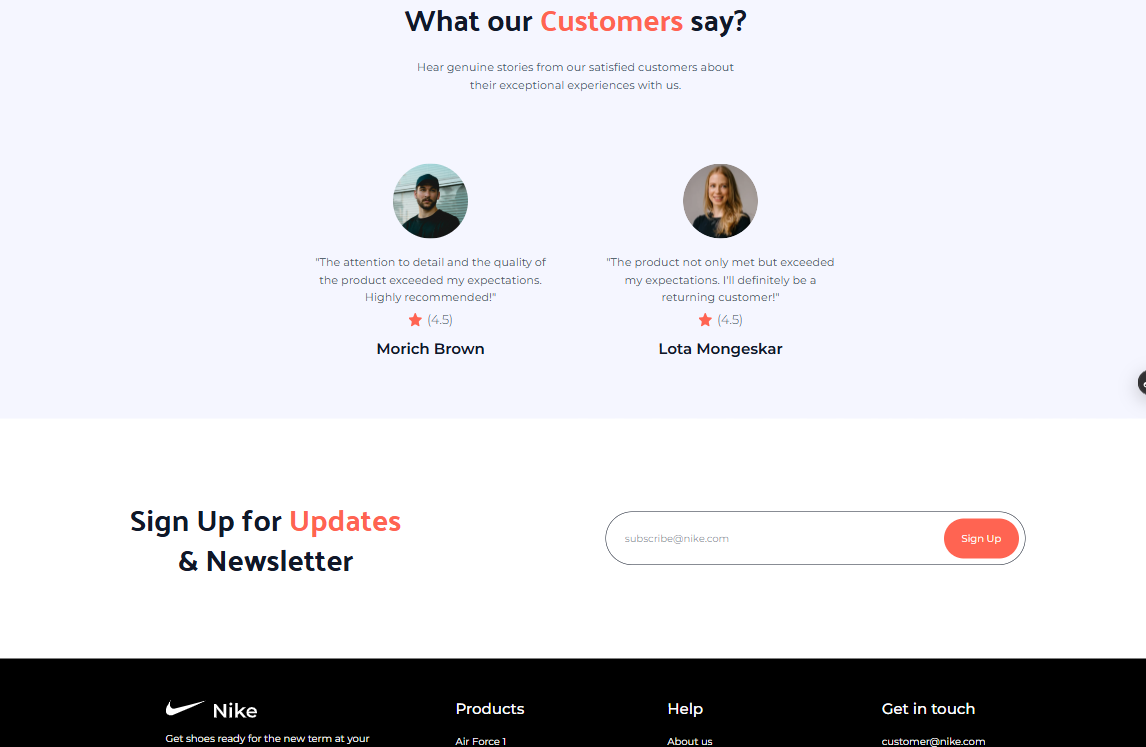 What our Customers say?
Hear genuine stories from our satisfied customers about
their exceptional experiences with us.
"The attention to detail and the quality of
the product exceeded my expectations.
Highly recommended!"
(4.5)
Morich Brown
"The product not only met but exceeded
my expectations. I'll definitely be a
returning customer!"
(4.5)
Lota Mongeskar
Sign Up for Updates
& Newsletter
subscribe@nike.com
Sign Up
Nike
Get shoes ready for the new term at your
Products
Air Force 1
Help
About us
Get in touch
customer@nike.com